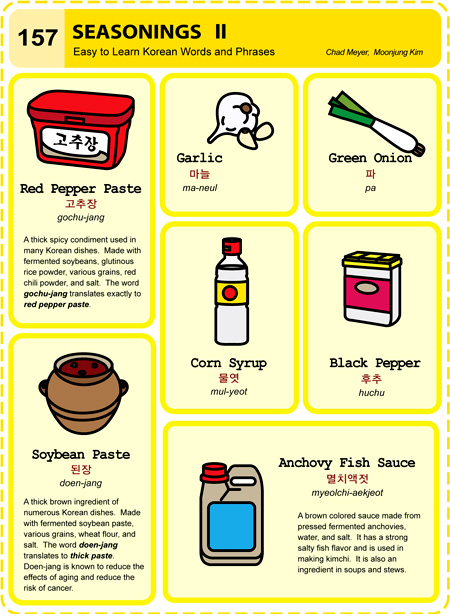 157
SEASONINGS II
Easy to Learn Korean Words and Phrases
Chad Meyer, Moonjung Kim
고추장
Red Pepper Paste
고추장
gochu-jang
A thick spicy condiment used in
many Korean dishes. Made with
fermented soybeans, glutinous
rice powder, various grains, red
chili powder, and salt. The word
gochu-jang translates exactly to
red pepper paste.
Garlic
마늘
ma-neul
Green Onion
파
pa
Corn Syrup
물엿
mul-yeot
Black Pepper
후추
huchu
Soybean Paste
된장
doen-jang
A thick brown ingredient of
numerous Korean dishes. Made
with fermented soybean paste,
various grains, wheat flour, and
salt. The word doen-jang
translates to thick paste.
Doen-jang is known to reduce the
effects of aging and reduce the
risk of cancer.
Anchovy Fish Sauce
멸치액젓
myeolchi-aekjeot
A brown colored sauce made from
pressed fermented anchovies,
water, and salt. It has a strong
salty fish flavor and is used in
making kimchi. It is also an
ingredient in soups and stews.